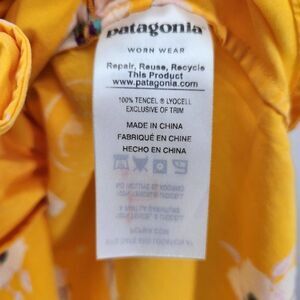 patagonia
WORN WEAR
Repair, Reuse, Recycle
This Product
www.patagonia.com
100% TENCEL ® LYOCELL
EXCLUSIVE OF TRIM
MADE IN CHINA
FABRIQUÉ EN CHINE
HECHO EN CHINA